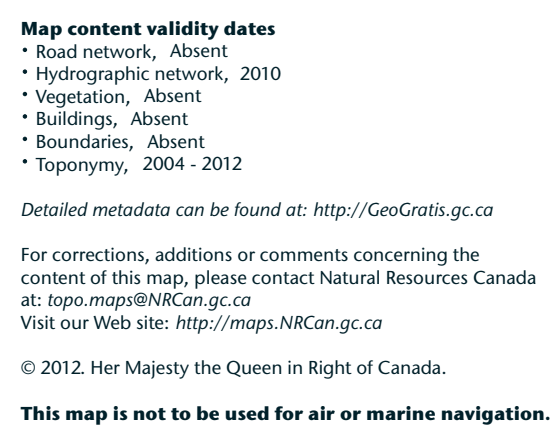 Map content validity dates
• Road network, Absent
• Hydrographic network, 2010
• Vegetation, Absent
• Buildings, Absent
• Boundaries, Absent
• Toponymy, 2004 - 2012
Detailed metadata can be found at: http://GeoGratis.gc.ca
For corrections, additions or comments concerning the
content of this map, please contact Natural Resources Canada
at: topo.maps@NRCan.gc.ca
Visit our Web site: http://maps.NRCan.gc.ca
© 2012. Her Majesty the Queen in Right of Canada.
This map is not to be used for air or marine navigation.